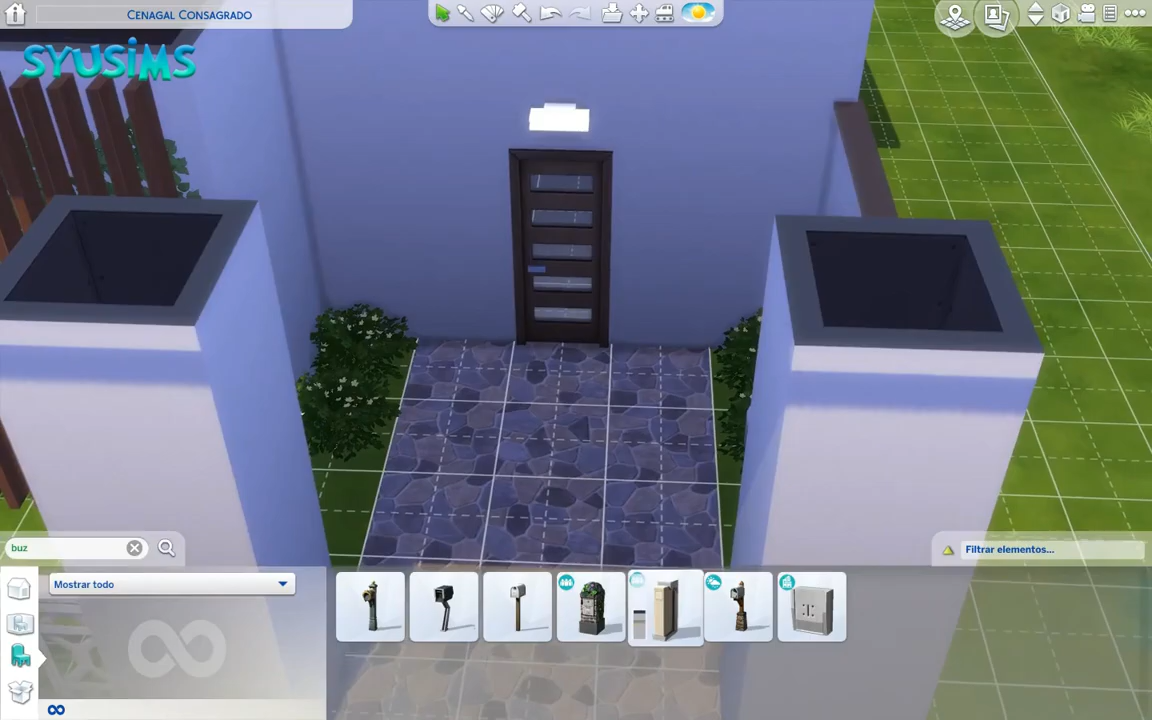 CENAGAL CONSAGRADO
SYUSIMS
buz
Filtrar elementos...
Mostrar todo